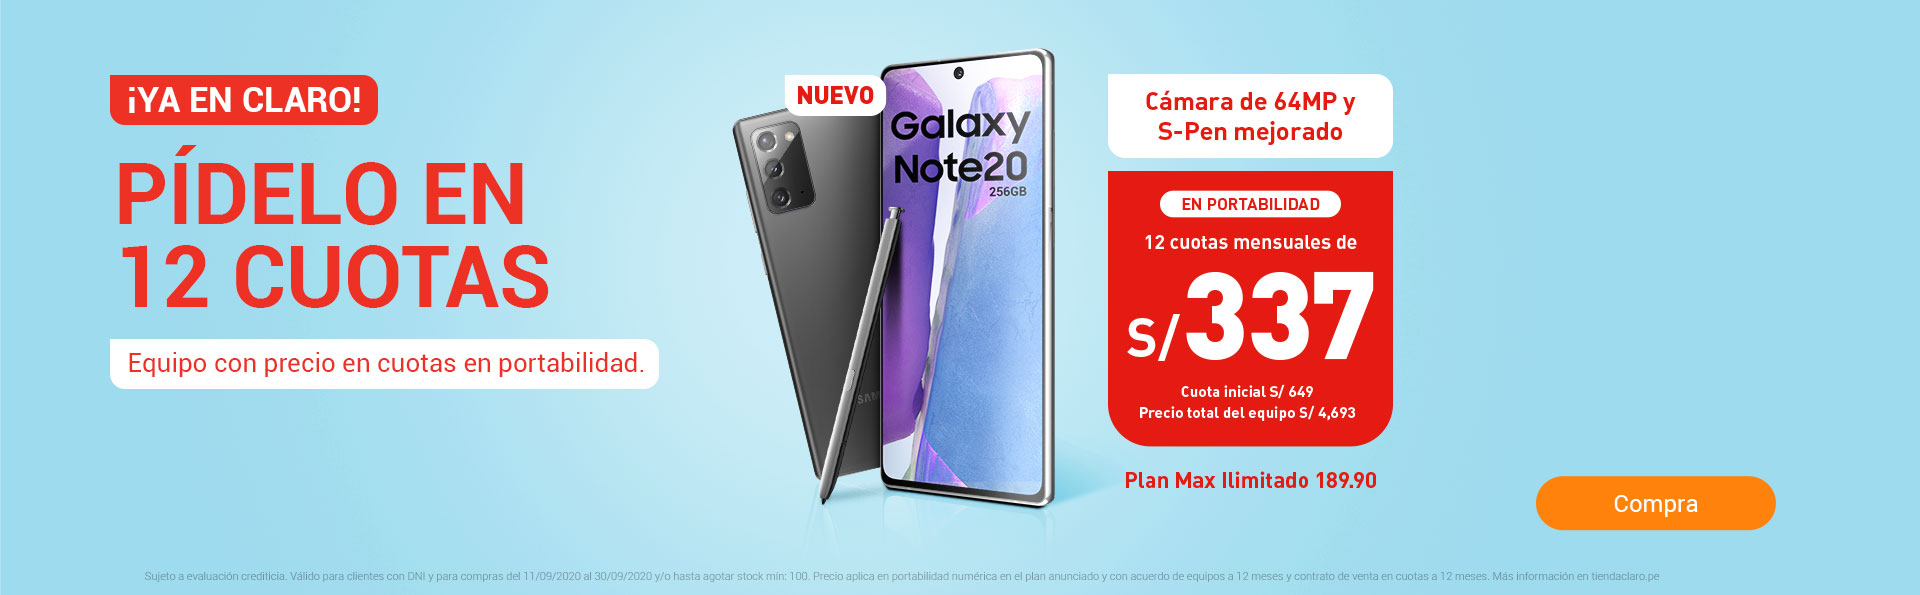 ¡YA EN CLARO!
PÍDELO EN
12 CUOTAS
Equipo con precio en cuotas en portabilidad.
NUEVO
Galaxy
Note20
256GB
SAM
Cámara de 64MP y
S-Pen mejorado
EN PORTABILIDAD
12 cuotas mensuales de
S/337
Cuota inicial S/ 649
Precio total del equipo S/ 4,693
Plan Max Ilimitado 189.90
Compra
Sujeto a evaluación crediticia. Válido para clientes con DNI y para compras del 11/09/2020 al 30/09/2020 y/o hasta agotar stock mín: 100. Precio aplica en portabilidad numérica en el plan anunciado y con acuerdo de equipos a 12 meses y contrato de venta en cuotas a 12 meses. Más información en tiendaclaro.pe